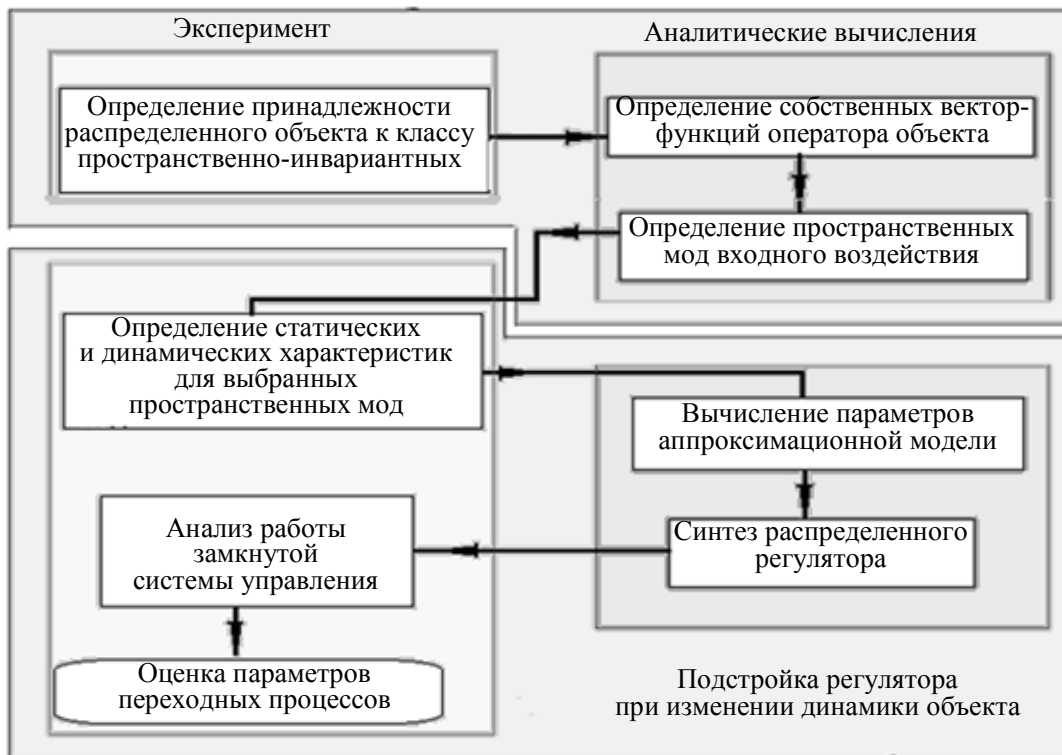 Эксперимент
Аналитические вычисления
Определение принадлежности
распределенного объекта к классу
пространственно-инвариантных
Определение собственных вектор-
функций оператора объекта
Определение пространственных
мод входного воздействия
Определение статических
и динамических характеристик
для выбранных
пространственных мод
Вычисление параметров
аппроксимационной модели
Синтез распределенного
регулятора
Анализ работы
замкнутой
системы управления
Оценка параметров
переходных процессов
Подстройка регулятора
при изменении динамики объекта